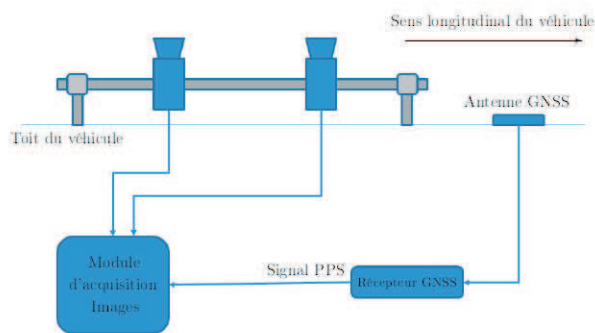 Sens longitudinal du véhicule
Antenne GNSS
Toit du véhicule
Module
d'acquisition
Images
Signal PPS
Récepteur GNSS